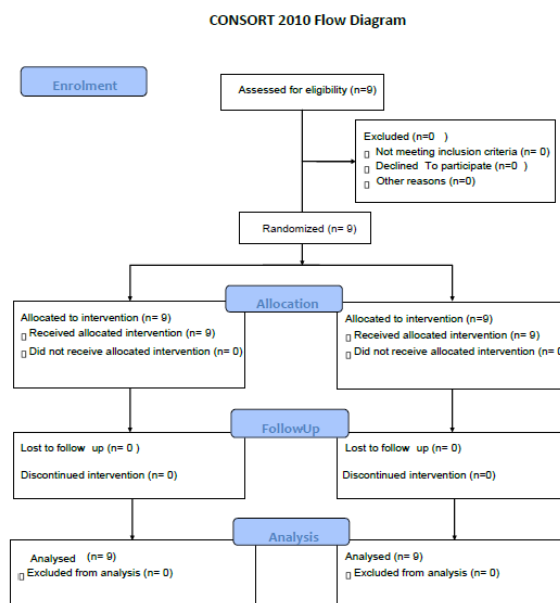 CONSORT 2010 Flow Diagram
Enrolment
Assessed for eligibility (n=9)
Excluded (n=0 )
▯ Not meeting inclusion criteria (n= 0)
▯ Declined To participate (n=0 )
▯ Other reasons (n=0)
Randomized (n= 9)
Allocation
Allocated to intervention (n= 9)
▯ Received allocated intervention (n= 9)
▯ Did not receive allocated intervention (n= 0)
Allocated to intervention (n=9)
▯ Received allocated intervention (n= 9)
▯ Did not receive allocated intervention (n= 0
FollowUp
Lost to follow up (n= 0 )
Discontinued intervention (n= 0)
Lost to follow up (n= 0)
Discontinued intervention (n=0)
Analysis
Analysed (n= 9)
▯ Excluded from analysis (n= 0)
Analysed (n= 9)
▯ Excluded from analysis (n= 0)